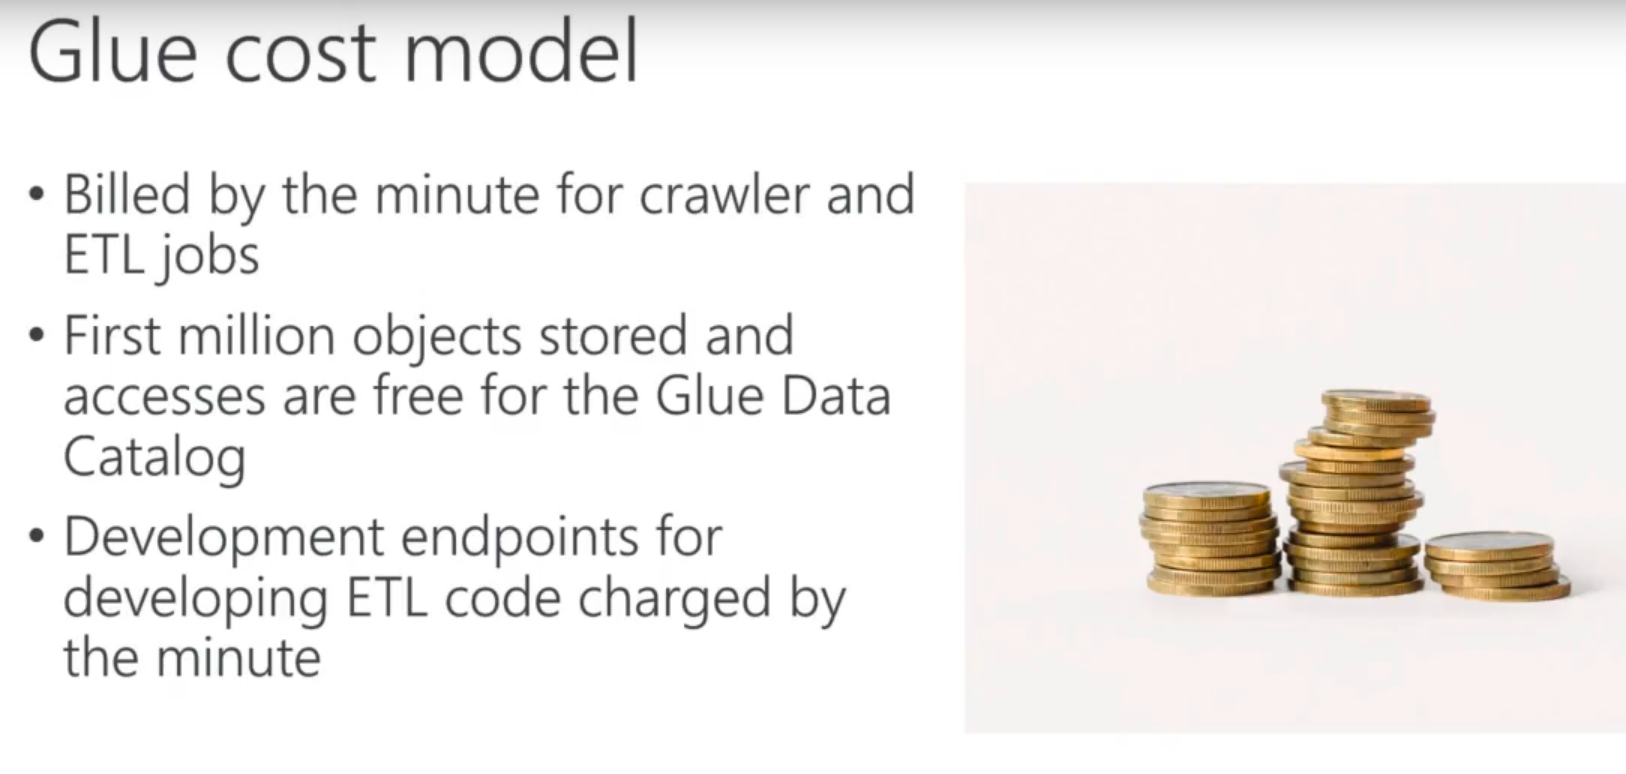 Glue cost model
• Billed by the minute for crawler and
ETL jobs
• First million objects stored and
accesses are free for the Glue Data
Catalog
• Development endpoints for
developing ETL code charged by
the minute